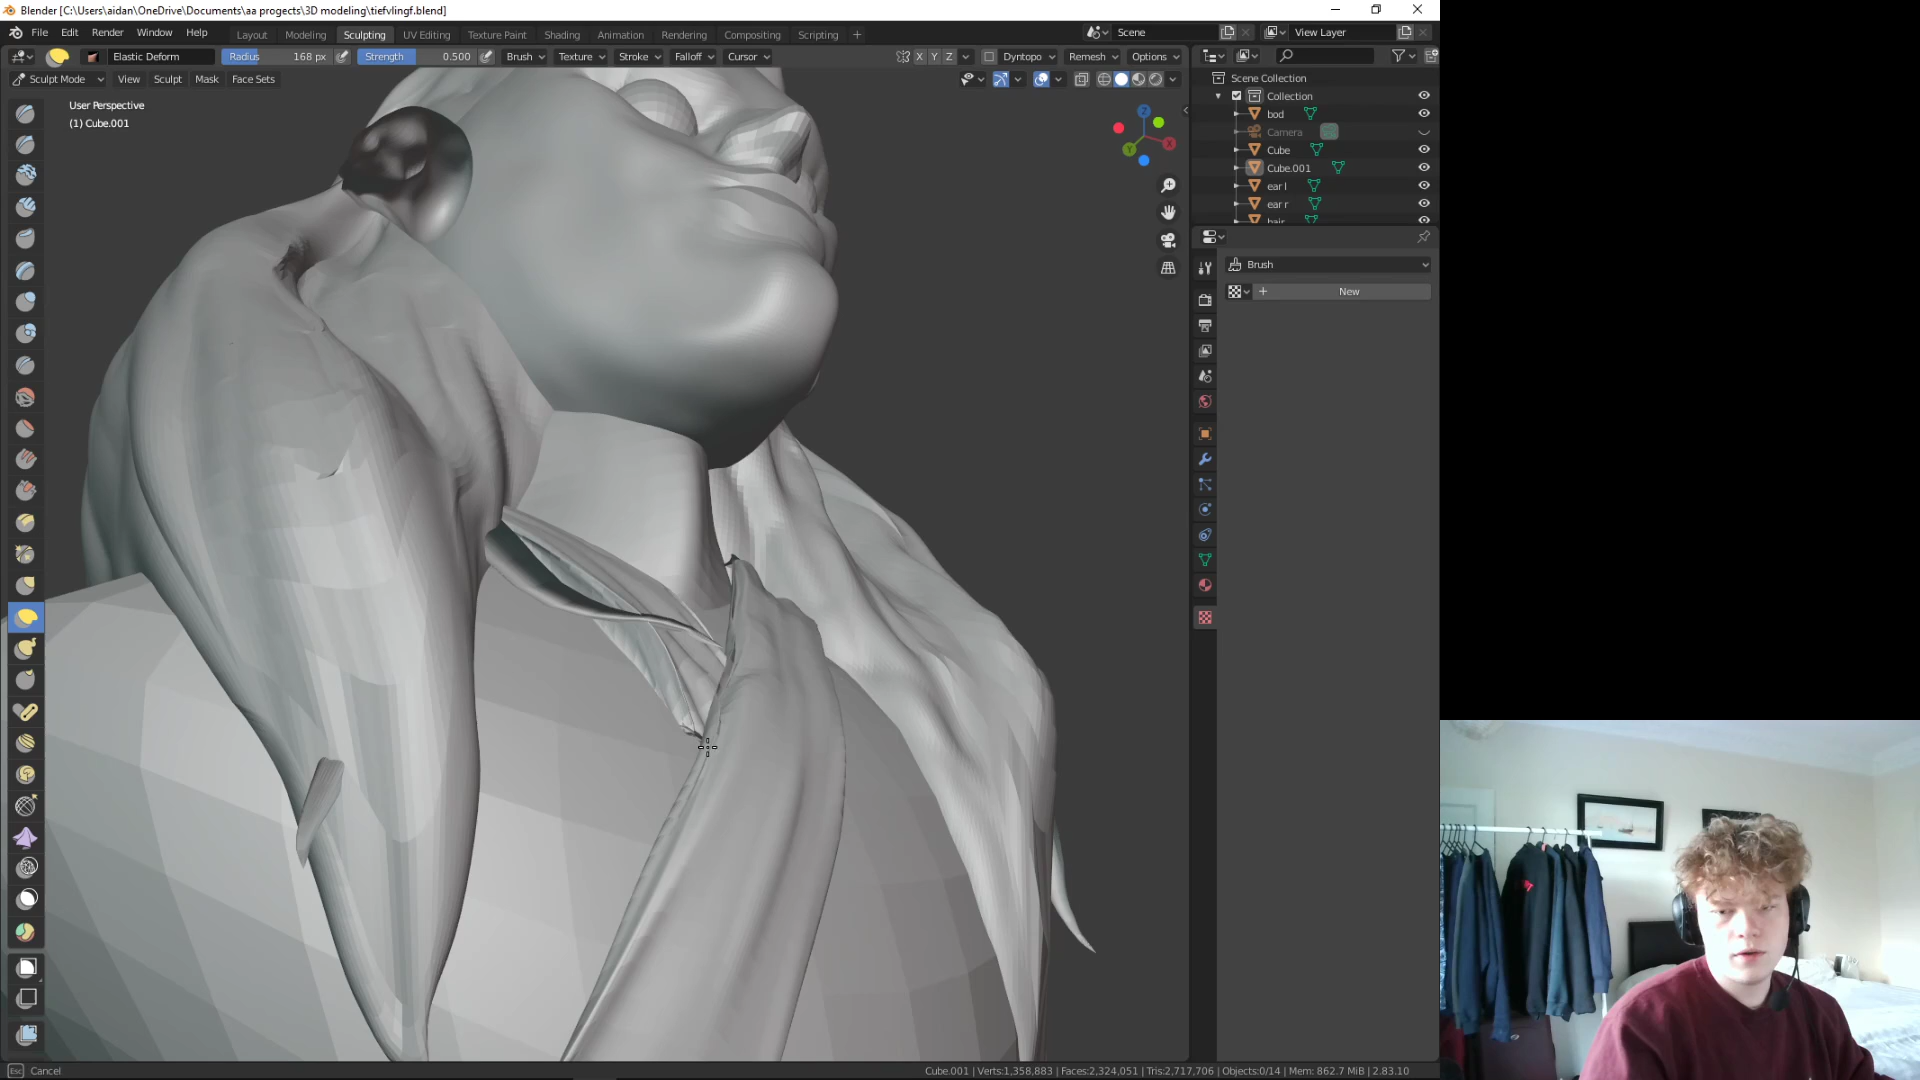 Blender [C:\Users\aidan\OneDrive\Documents\aa progects\3D modeling\tiefvlingf.blend]
File Edit Render Window Help Layout Modeling Sculpting UV Editing Texture Paint Shading Animation Rendering Compositing Scripting + Scene View Layer
Elastic Deform Radius 168 px Strength 0.500 Brush Texture Stroke Falloff Cursor X Y Z Dyntopo Remesh Options
Sculpt Mode View Sculpt Mask Face Sets
User Perspective
(1) Cube.001
Z
X
Y
Scene Collection
Collection
bod
Camera
Cube
Cube.001
ear l
ear r
hair
Brush
+ New
Esc Cancel
Cube.001 | Verts:1,358,883 | Faces:2,324,051 | Tris:2,717,706 | Objects:0/14 | Mem: 862.7 MiB | 2.83.10